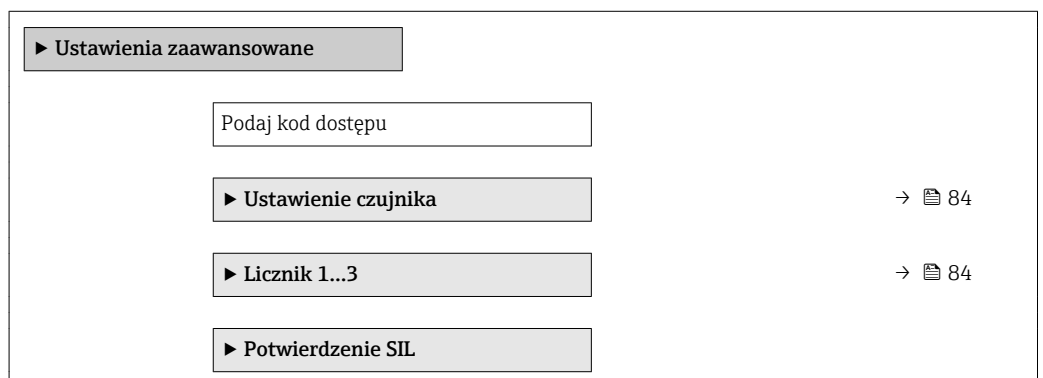 ▶ Ustawienia zaawansowane
Podaj kod dostępu
▶ Ustawienie czujnika → 84
▶ Licznik 1...3 → 84
▶ Potwierdzenie SIL